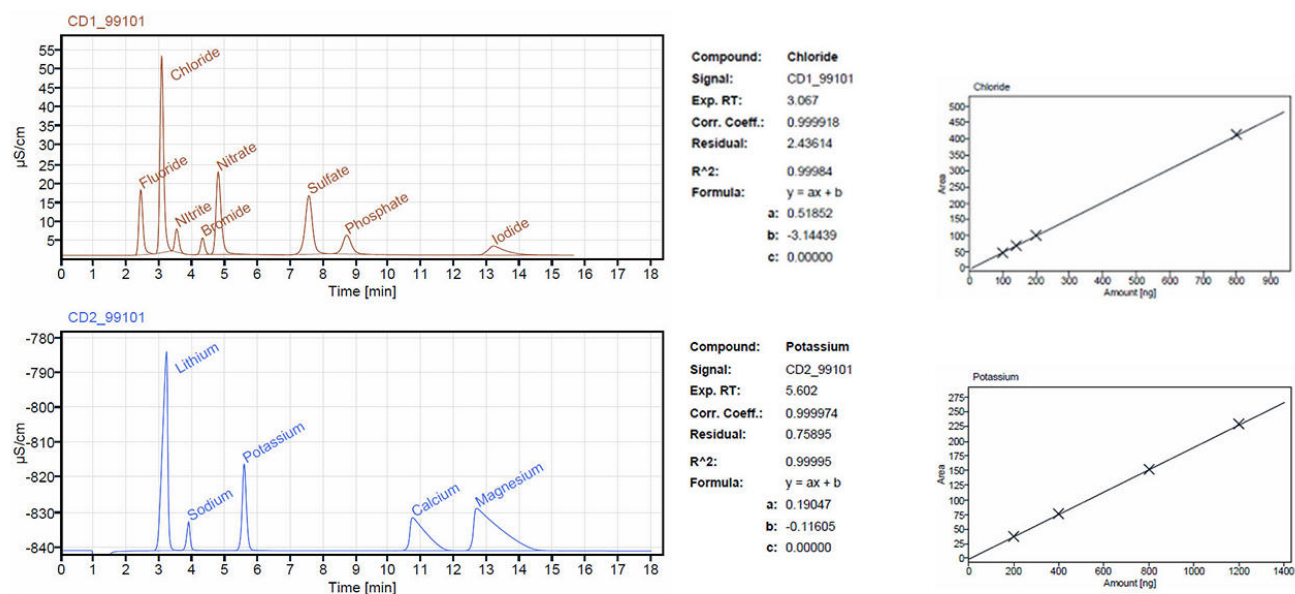 CD1_99101
µS/cm
55
50
45
40
35
30
25
20
15
10
5
Fluoride
Chloride
NItrite
Bromide
Nitrate
Sulfate
Phosphate
Iodide
0 1 2 3 4 5 6 7 8 9 10 11 12 13 14 15 16 17 18
Time [min]
Compound: Chloride
Signal: CD1_99101
Exp. RT: 3.067
Corr. Coeff.: 0.999918
Residual: 2.43614
R^2: 0.99984
Formula: y = ax + b
a: 0.51852
b: -3.14439
c: 0.00000
Chloride
Area
500
450
400
350
300
250
200
150
100
50
0
0 100 200 300 400 500 600 700 800 900
Amount [ng]
CD2_99101
µS/cm
-780
-790
-800
-810
-820
-830
-840
Lithium
Sodium
Potassium
Calcium
Magnesium
0 1 2 3 4 5 6 7 8 9 10 11 12 13 14 15 16 17 18
Time [min]
Compound: Potassium
Signal: CD2_99101
Exp. RT: 5.602
Corr. Coeff.: 0.999974
Residual: 0.75895
R^2: 0.99995
Formula: y = ax + b
a: 0.19047
b: -0.11605
c: 0.00000
Potassium
Area
275
250
225
200
175
150
125
100
75
50
25
0
0 200 400 600 800 1000 1200 1400
Amount [ng]